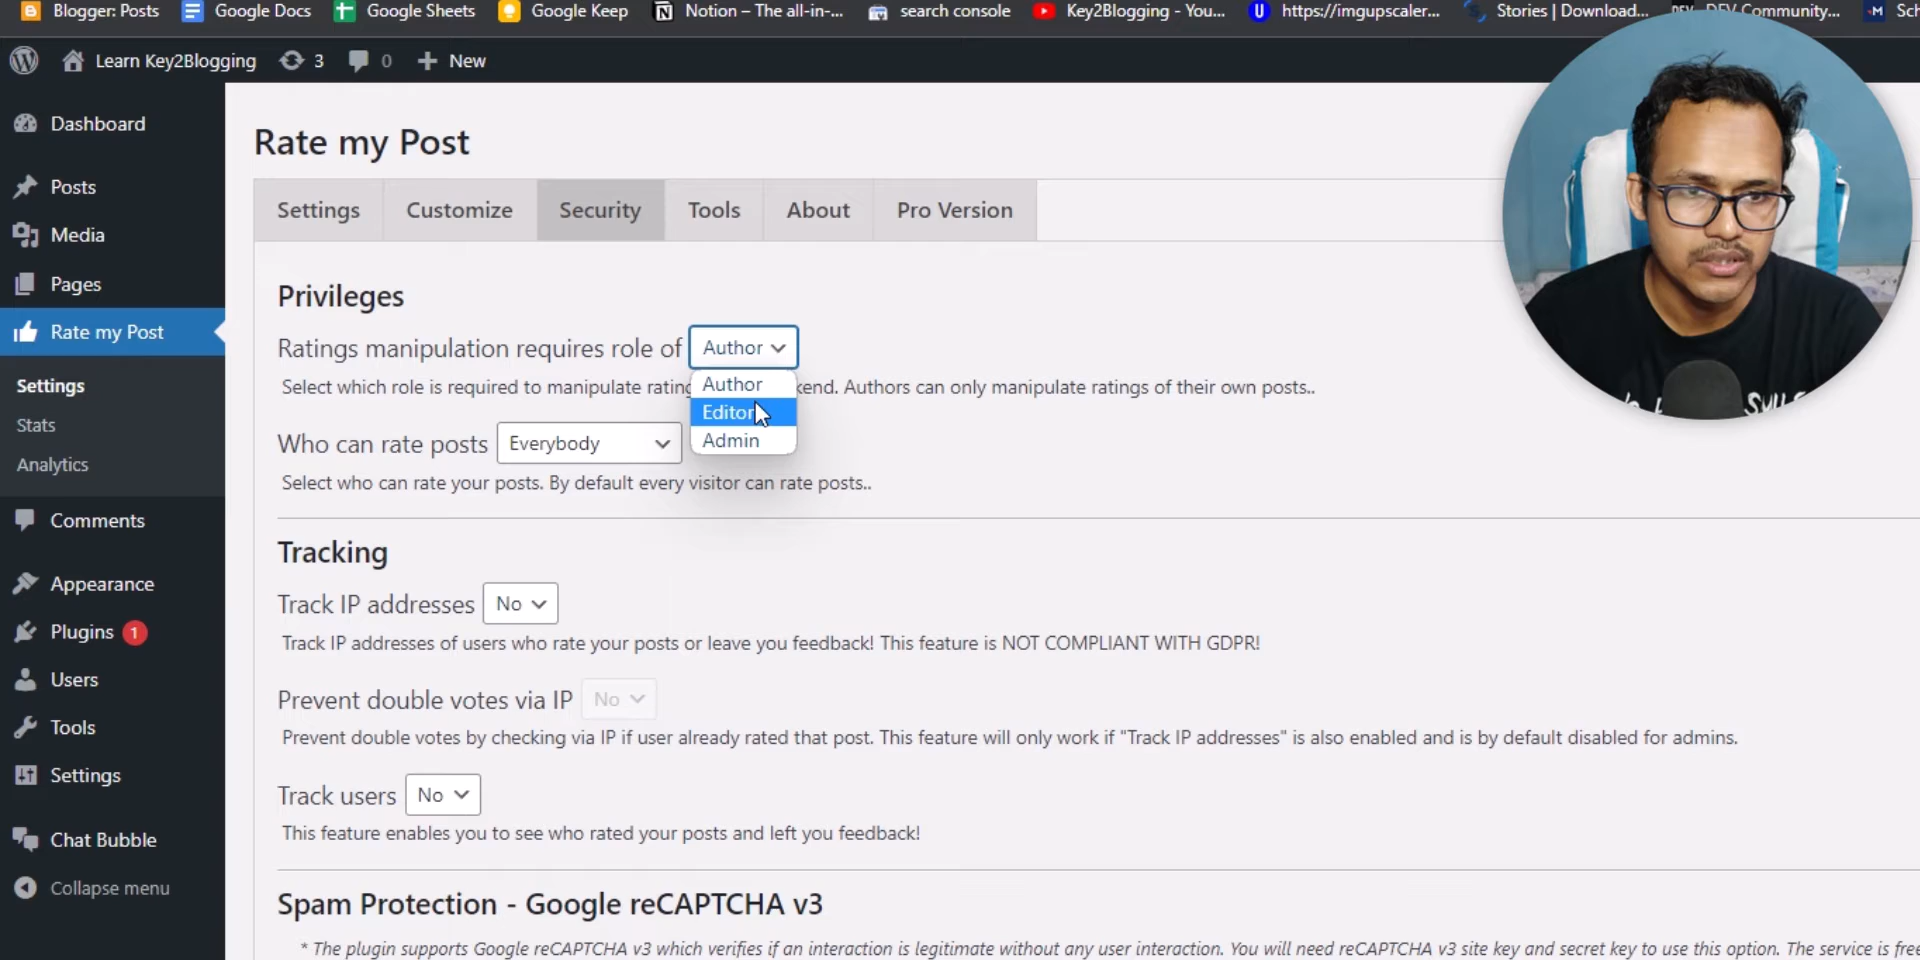 Blogger: Posts Google Docs Google Sheets Google Keep Notion – The all-in-... search console Key2Blogging - You... https://imgupscaler... Stories | Download... DEV Community... Sch
Learn Key2Blogging 3 0 New
Dashboard
Posts
Media
Pages
Rate my Post
Settings
Stats
Analytics
Comments
Appearance
Plugins 1
Users
Tools
Settings
Chat Bubble
Collapse menu
Rate my Post
Settings Customize Security Tools About Pro Version
Privileges
Ratings manipulation requires role of Author
Author
Editor
Admin
Select which role is required to manipulate rating kend. Authors can only manipulate ratings of their own posts..
Who can rate posts Everybody
Select who can rate your posts. By default every visitor can rate posts..
Tracking
Track IP addresses No
Track IP addresses of users who rate your posts or leave you feedback! This feature is NOT COMPLIANT WITH GDPR!
Prevent double votes via IP No
Prevent double votes by checking via IP if user already rated that post. This feature will only work if "Track IP addresses" is also enabled and is by default disabled for admins.
Track users No
This feature enables you to see who rated your posts and left you feedback!
Spam Protection - Google reCAPTCHA v3
* The plugin supports Google reCAPTCHA v3 which verifies if an interaction is legitimate without any user interaction. You will need reCAPTCHA v3 site key and secret key to use this option. The service is free